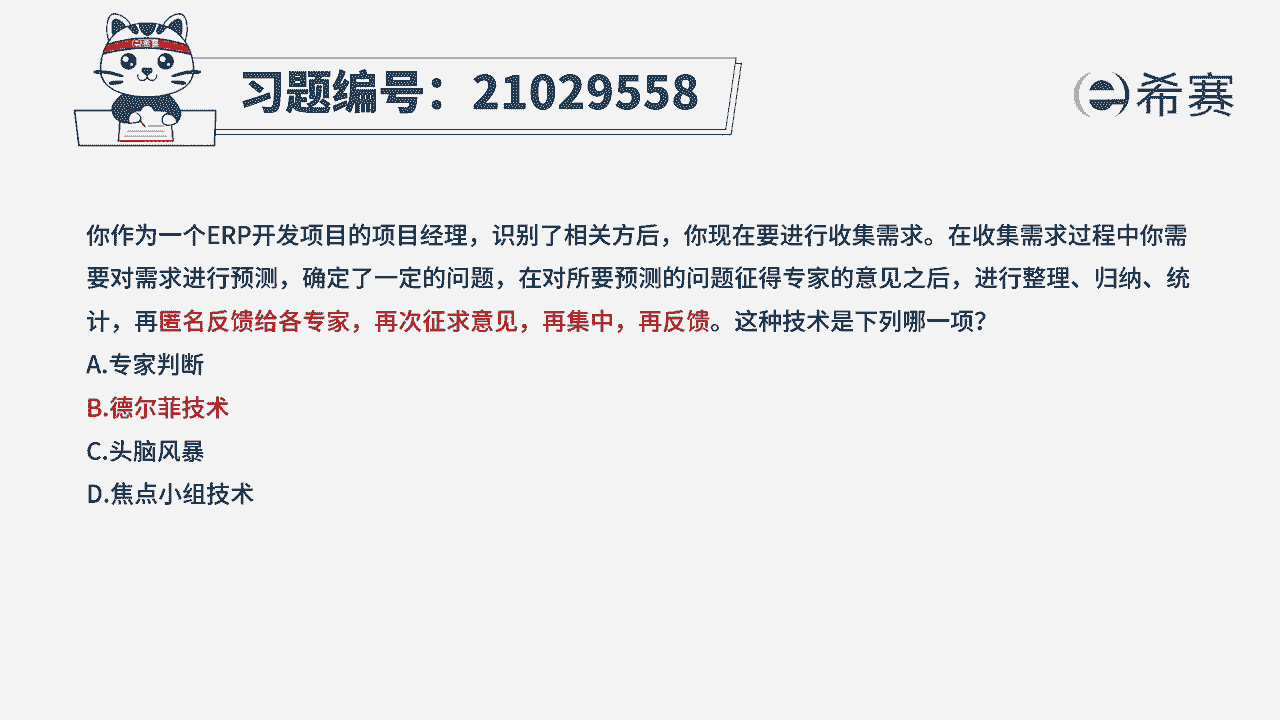 习题编号：21029558
希赛
你作为一个ERP开发项目的项目经理，识别了相关方后，你现在要进行收集需求。在收集需求过程中你需
要对需求进行预测，确定了一定的问题，在对所要预测的问题征得专家的意见之后，进行整理、归纳、统
计，再匿名反馈给各专家，再次征求意见，再集中，再反馈。这种技术是下列哪一项？
A.专家判断
B.德尔菲技术
C.头脑风暴
D.焦点小组技术